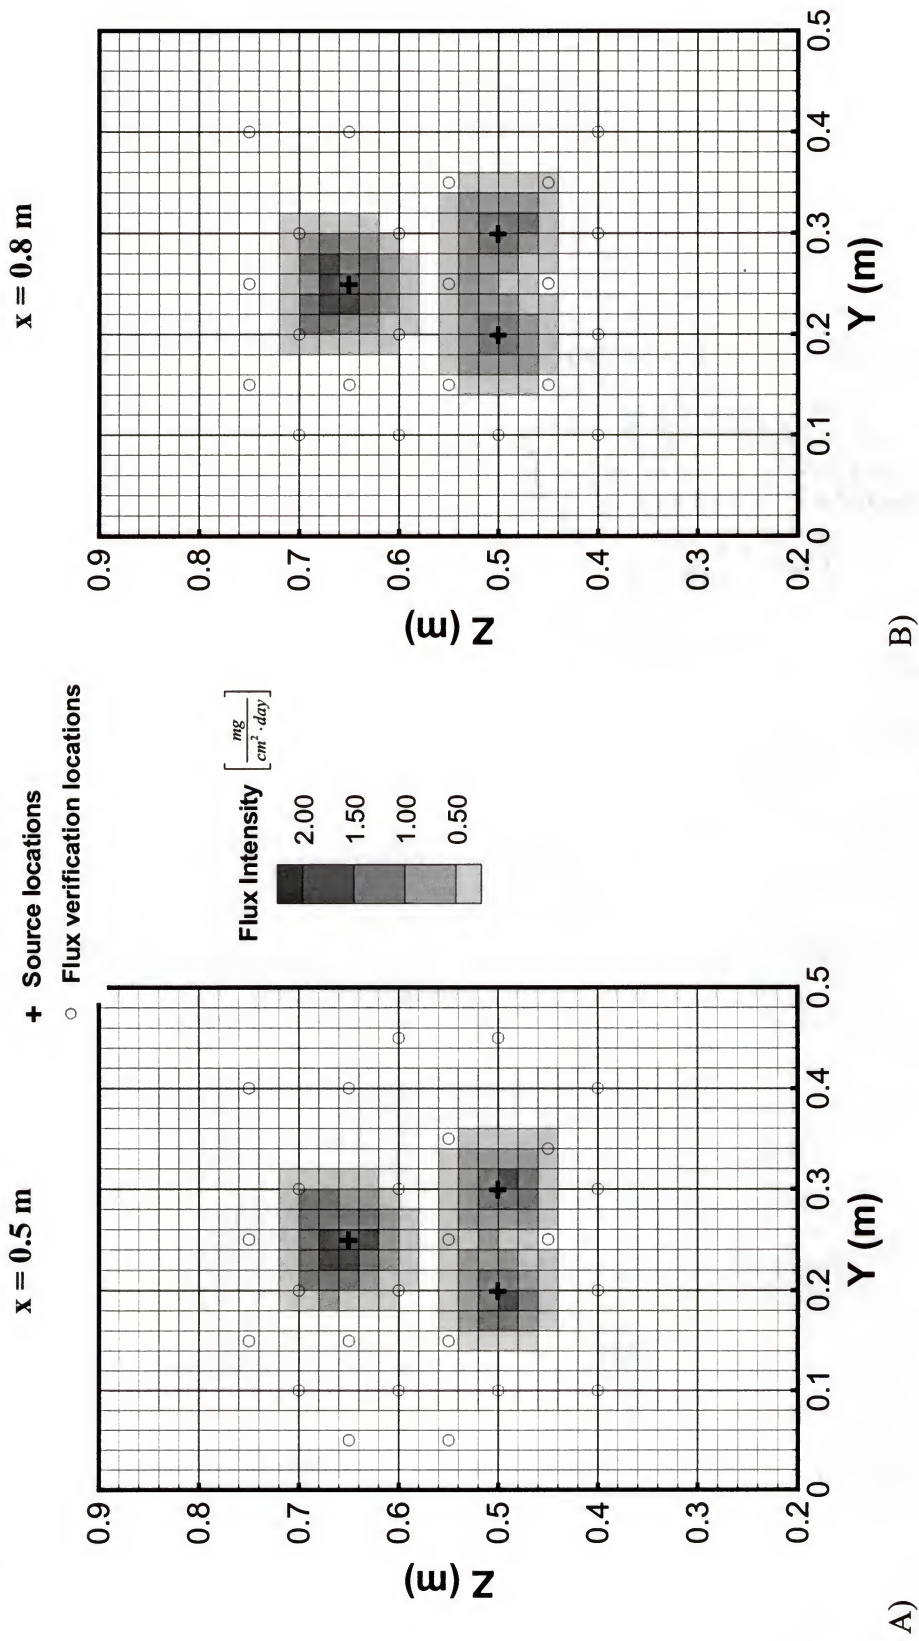 x = 0.5 m
+ Source locations
○ Flux verification locations
x = 0.8 m
Flux Intensity [mg / cm² · day]
2.00
1.50
1.00
0.50
Z (m)
0.9
0.8
0.7
0.6
0.5
0.4
0.3
0.2
0 0.1 0.2 0.3 0.4 0.5
Y (m)
A)
Z (m)
0.9
0.8
0.7
0.6
0.5
0.4
0.3
0.2
0 0.1 0.2 0.3 0.4 0.5
Y (m)
B)